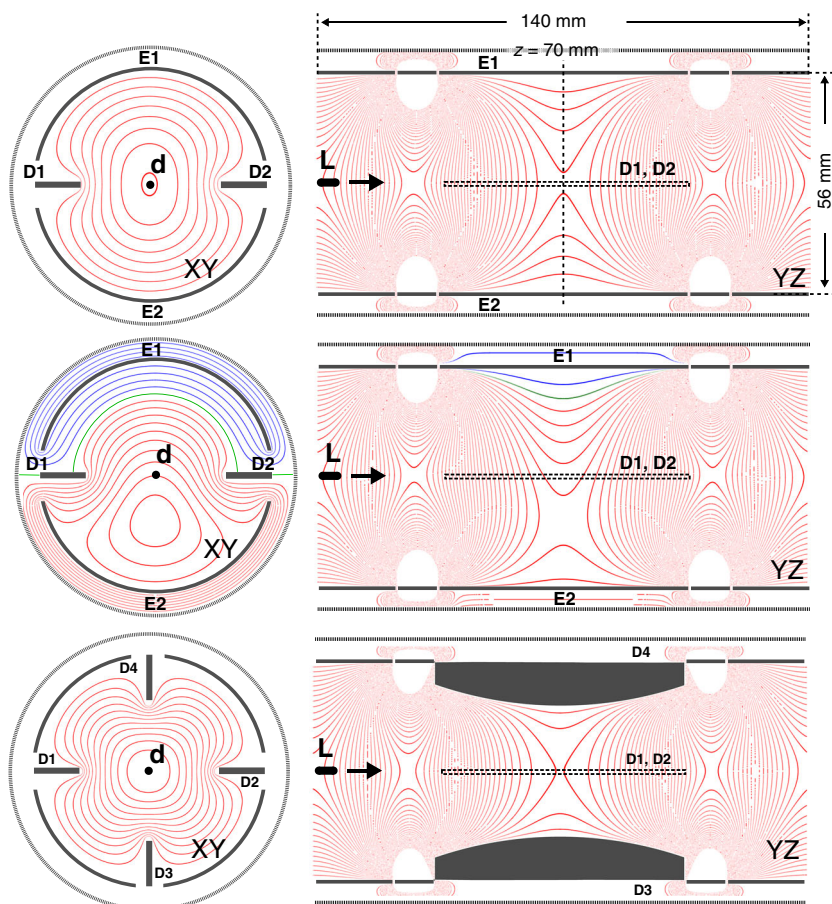 140 mm
z = 70 mm
E1
E1
D1
d
D2
L
D1, D2
56 mm
XY
YZ
E2
E2
E1
E1
D1
d
D2
L
D1, D2
XY
YZ
E2
E2
D4
D4
D1
d
D2
L
D1, D2
XY
YZ
D3
D3